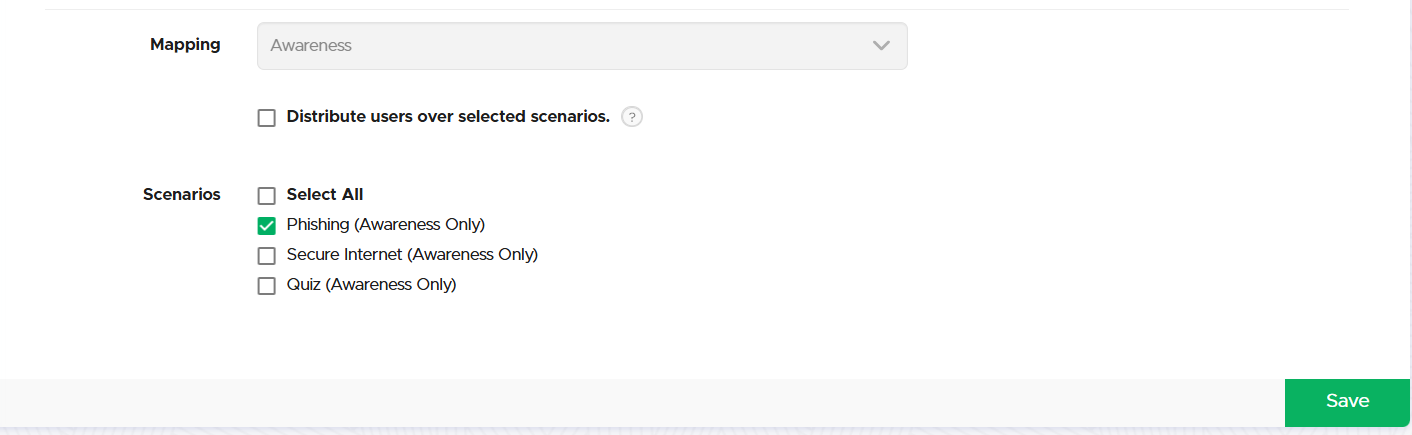 Mapping Awareness
Distribute users over selected scenarios. ?
Scenarios Select All
Phishing (Awareness Only)
Secure Internet (Awareness Only)
Quiz (Awareness Only)
Save